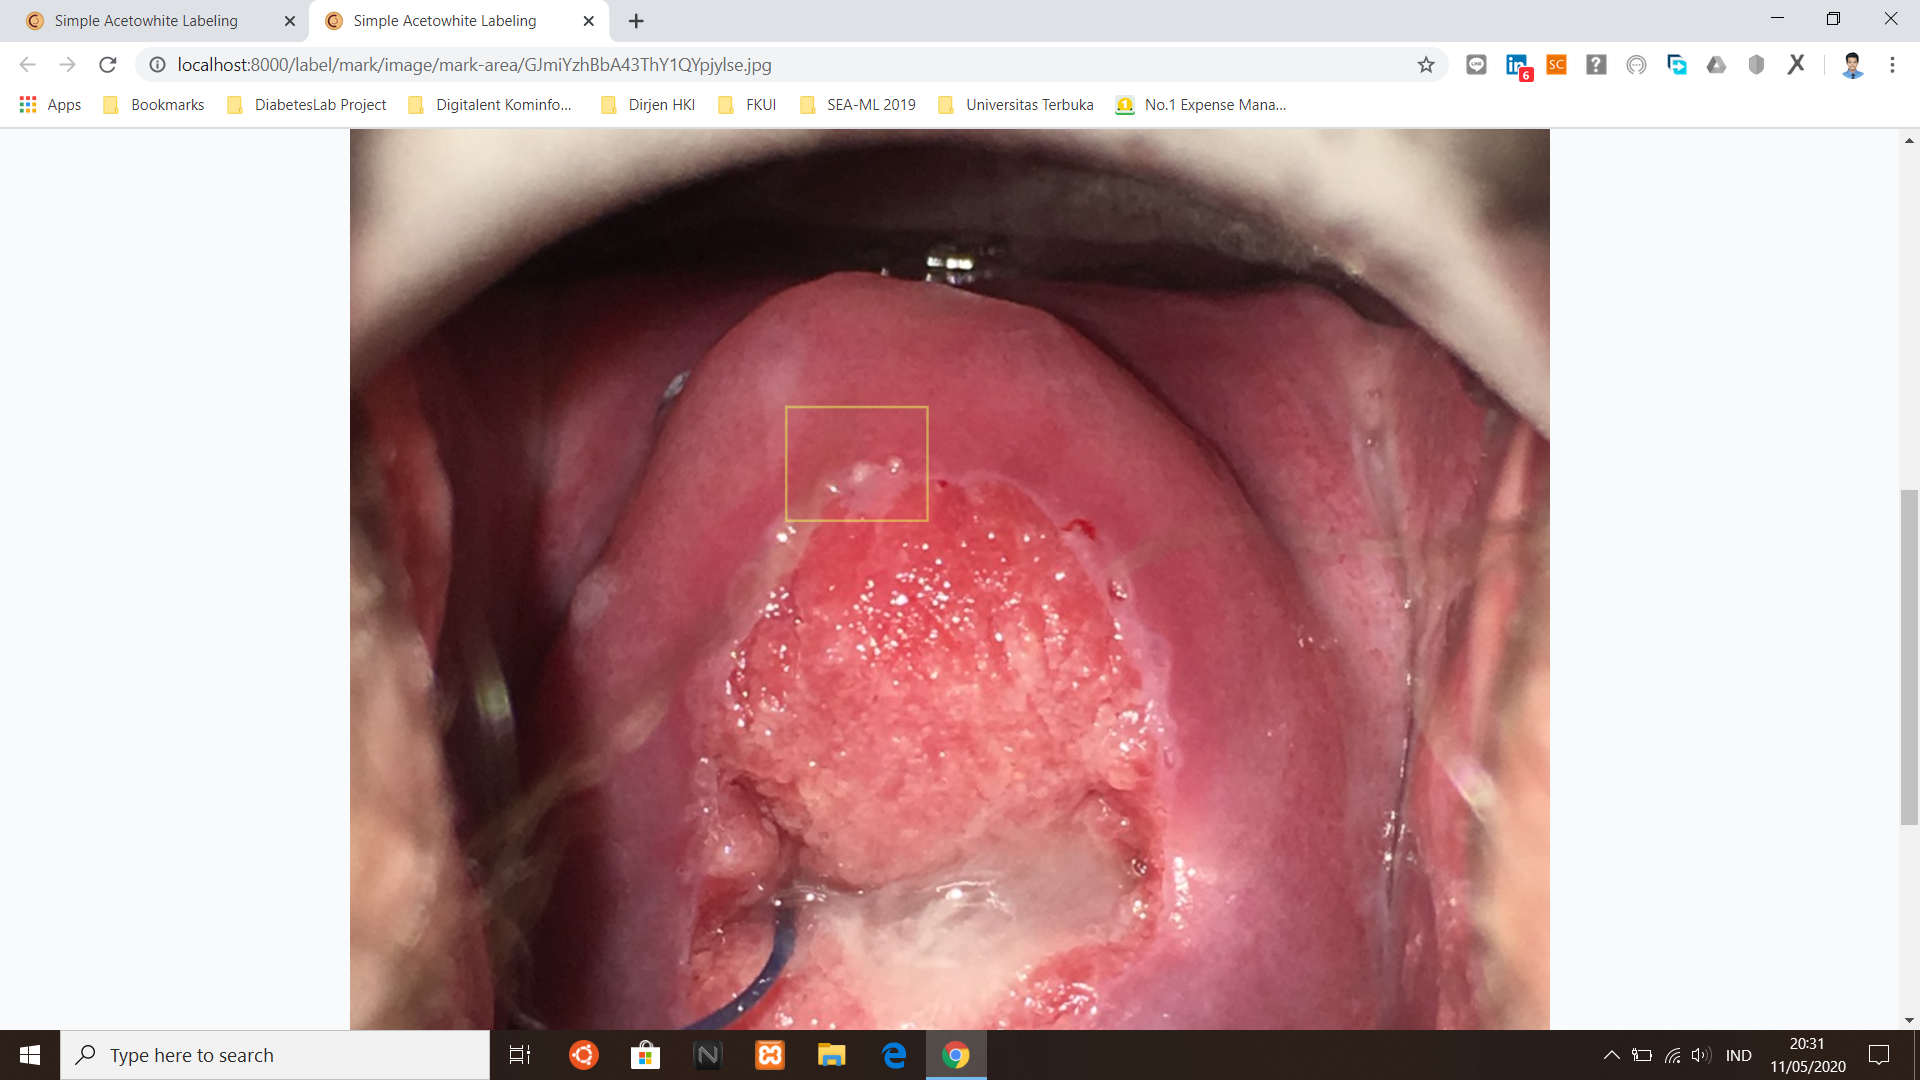 Simple Acetowhite Labeling
Simple Acetowhite Labeling
localhost:8000/label/mark/image/mark-area/GJmiYzhBbA43ThY1QYpjylse.jpg
SC
6
Apps
Bookmarks
DiabetesLab Project
Digitalent Kominfo...
Dirjen HKI
FKUI
SEA-ML 2019
Universitas Terbuka
No.1 Expense Mana...
Type here to search
IND
20:31
11/05/2020